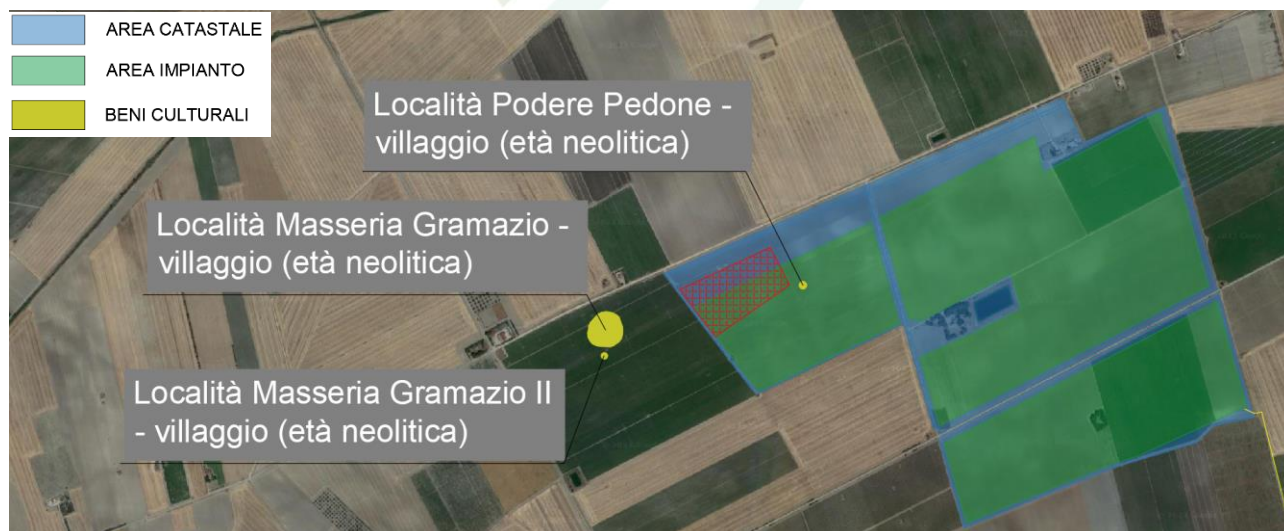 AREA CATASTALE
AREA IMPIANTO
BENI CULTURALI
Località Podere Pedone -
villaggio (età neolitica)
Località Masseria Gramazio -
villaggio (età neolitica)
Località Masseria Gramazio II
- villaggio (età neolitica)